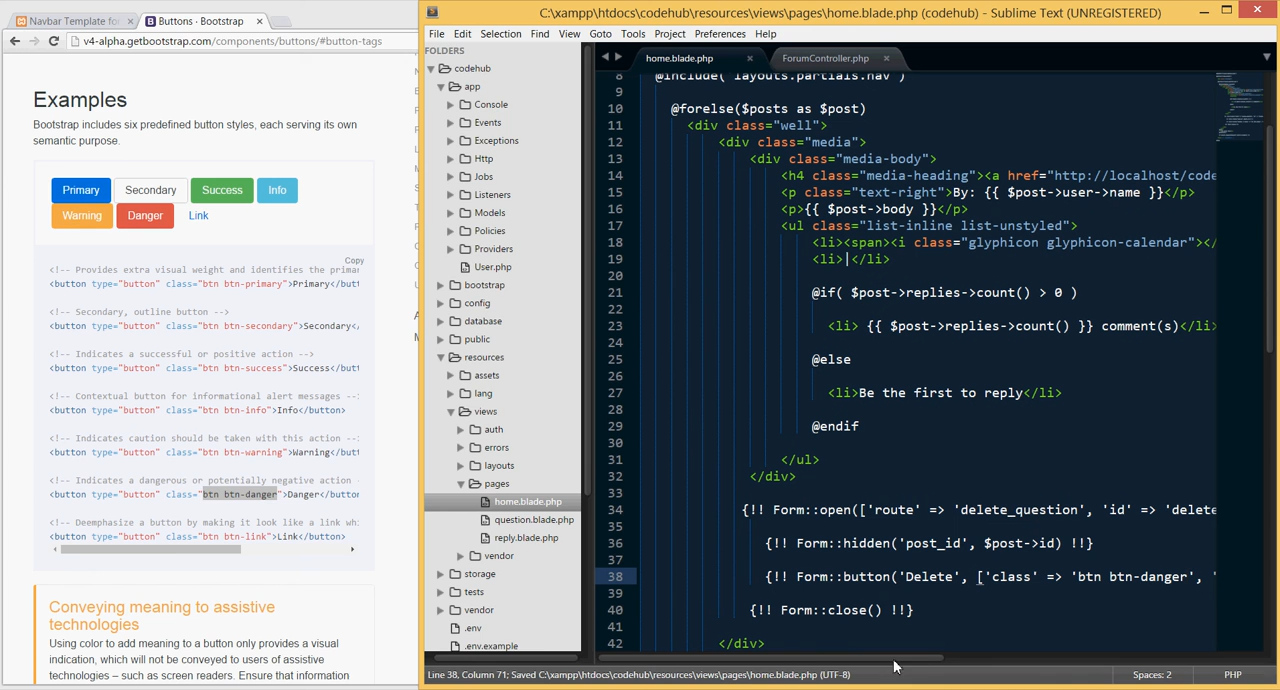 Navbar Template for
Buttons · Bootstrap
v4-alpha.getbootstrap.com/components/buttons/#button-tags
Examples
Bootstrap includes six predefined button styles, each serving its own
semantic purpose.
Primary
Secondary
Success
Info
Warning
Danger
Link
Copy
<!-- Provides extra visual weight and identifies the primar
<button type="button" class="btn btn-primary">Primary</butt
<!-- Secondary, outline button -->
<button type="button" class="btn btn-secondary">Secondary<
<!-- Indicates a successful or positive action -->
<button type="button" class="btn btn-success">Success</butt
<!-- Contextual button for informational alert messages -->
<button type="button" class="btn btn-info">Info</button>
<!-- Indicates caution should be taken with this action --
<button type="button" class="btn btn-warning">Warning</butt
<!-- Indicates a dangerous or potentially negative action
<button type="button" class="btn btn-danger">Danger</button
<!-- Deemphasize a button by making it look like a link whi
<button type="button" class="btn btn-link">Link</button>
Conveying meaning to assistive
technologies
Using color to add meaning to a button only provides a visual
indication, which will not be conveyed to users of assistive
technologies – such as screen readers. Ensure that information
C:\xampp\htdocs\codehub\resources\views\pages\home.blade.php (codehub) - Sublime Text (UNREGISTERED)
File Edit Selection Find View Goto Tools Project Preferences Help
FOLDERS
codehub
app
Console
Events
Exceptions
Http
Jobs
Listeners
Models
Policies
Providers
User.php
bootstrap
config
database
public
resources
assets
lang
views
auth
errors
layouts
pages
home.blade.php
question.blade.php
reply.blade.php
vendor
storage
tests
vendor
.env
.env.example
home.blade.php
ForumController.php
8 @include('layouts.partials.nav')
9
10 @forelse($posts as $post)
11 <div class="well">
12 <div class="media">
13 <div class="media-body">
14 <h4 class="media-heading"><a href="http://localhost/code
15 <p class="text-right">By: {{ $post->user->name }}</p>
16 <p>{{ $post->body }}</p>
17 <ul class="list-inline list-unstyled">
18 <li><span><i class="glyphicon glyphicon-calendar"></
19 <li>|</li>
20
21 @if( $post->replies->count() > 0 )
22
23 <li> {{ $post->replies->count() }} comment(s)</li>
24
25 @else
26
27 <li>Be the first to reply</li>
28
29 @endif
30
31 </ul>
32 </div>
33
34 {!! Form::open(['route' => 'delete_question', 'id' => 'delete
35
36 {!! Form::hidden('post_id', $post->id) !!}
37
38 {!! Form::button('Delete', ['class' => 'btn btn-danger', '
39
40 {!! Form::close() !!}
41
42 </div>
Line 38, Column 71; Saved C:\xampp\htdocs\codehub\resources\views\pages\home.blade.php (UTF-8)
Spaces: 2
PHP